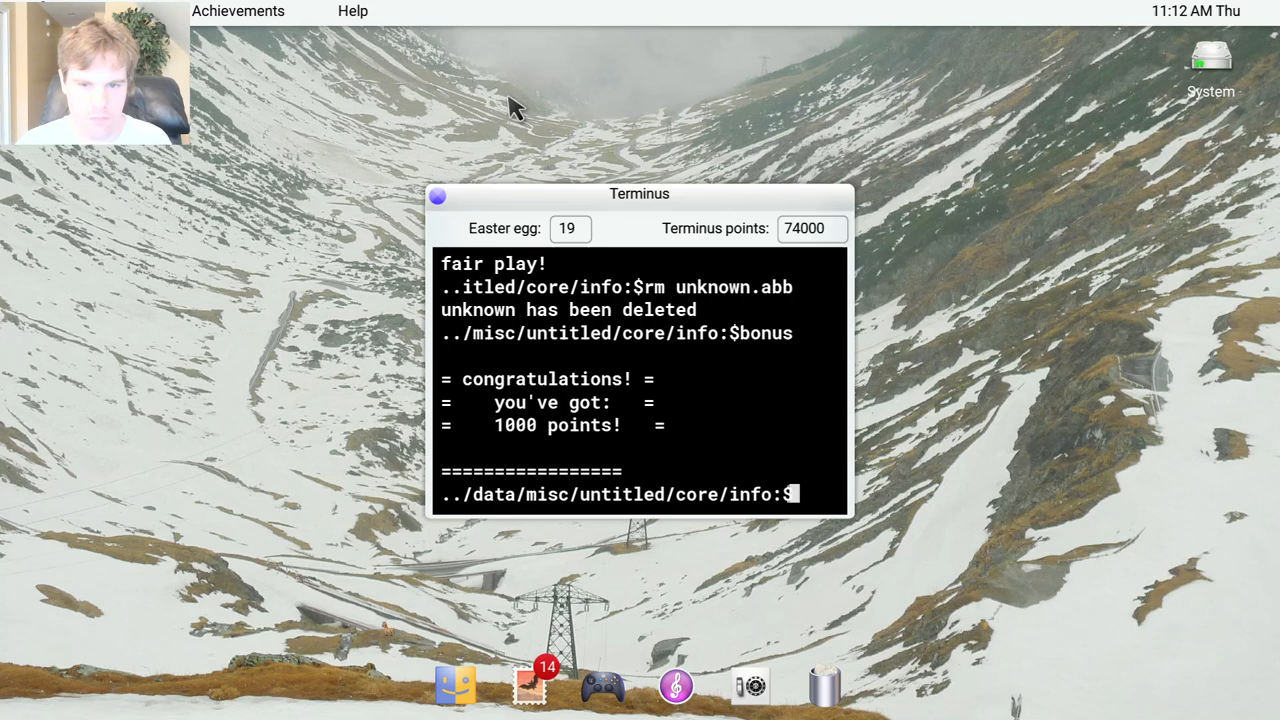 Achievements Help 11:12 AM Thu
System
Terminus
Easter egg: 19 Terminus points: 74000
fair play!
..itled/core/info:$rm unknown.abb
unknown has been deleted
../misc/untitled/core/info:$bonus
= congratulations! =
= you've got: =
= 1000 points! =
=================
../data/misc/untitled/core/info:$
14